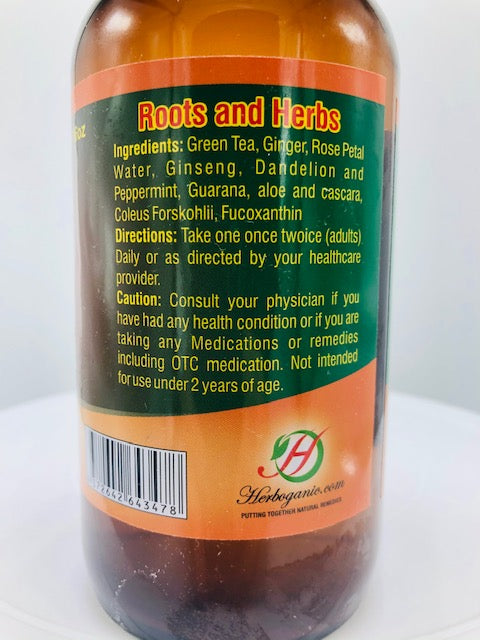 oz
Roots and Herbs
Ingredients: Green Tea, Ginger, Rose Petal
Water, Ginseng, Dandelion and
Peppermint, Guarana, aloe and cascara,
Coleus Forskohlii, Fucoxanthin
Directions: Take one once twoice (adults)
Daily or as directed by your healthcare
provider.
Caution: Consult your physician if you
have had any health condition or if you are
taking any Medications or remedies
including OTC medication. Not intended
for use under 2 years of age.
H
Herboganic.com
PUTTING TOGETHER NATURAL REMEDIES
72642 643478